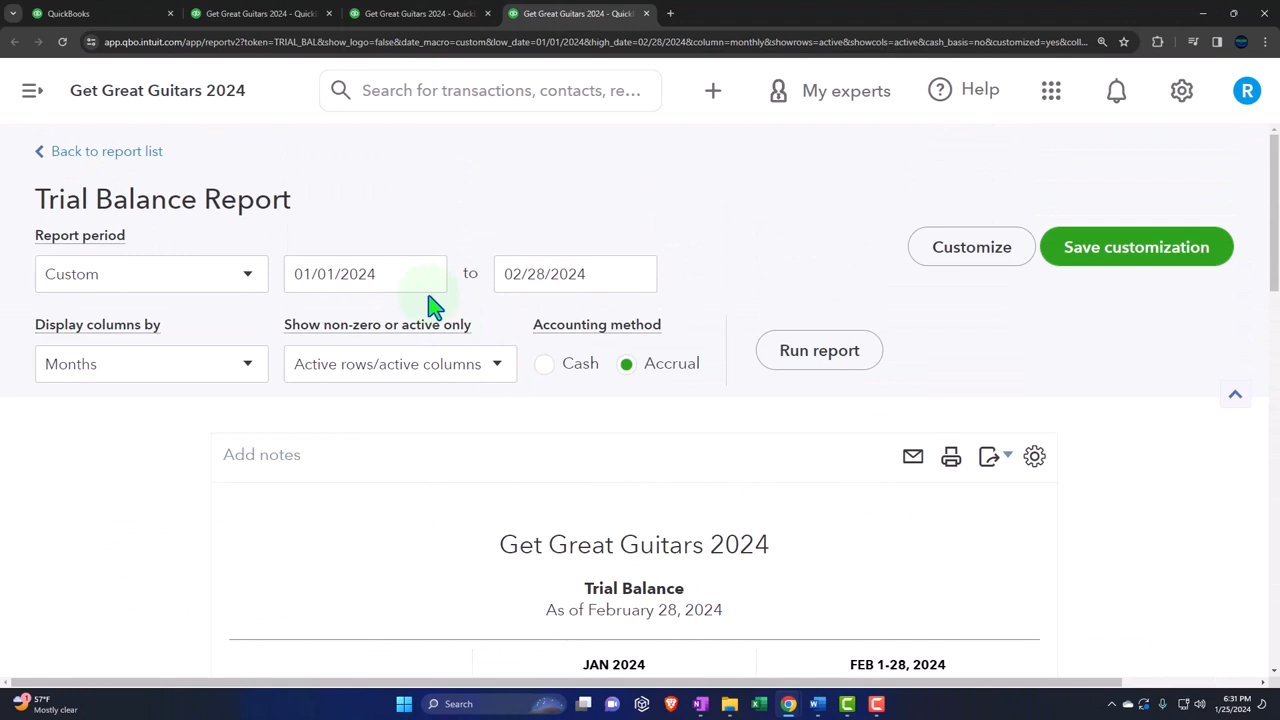 QuickBooks
Get Great Guitars 2024 - Quickb
Get Great Guitars 2024 - Quickb
Get Great Guitars 2024 - Quickb
app.qbo.intuit.com/app/reportv2?token=TRIAL_BAL&show_logo=false&date_macro=custom&low_date=01/01/2024&high_date=02/28/2024&column=monthly&showrows=active&showcols=active&cash_basis=no&customized=yes&coll...
Get Great Guitars 2024
Search for transactions, contacts, re...
My experts
Help
R
Back to report list
Trial Balance Report
Report period
Custom
01/01/2024
to
02/28/2024
Customize
Save customization
Display columns by
Show non-zero or active only
Accounting method
Months
Active rows/active columns
Cash
Accrual
Run report
Add notes
Get Great Guitars 2024
Trial Balance
As of February 28, 2024
JAN 2024
FEB 1-28, 2024
1
57°F
Mostly clear
Search
6:31 PM
1/25/2024